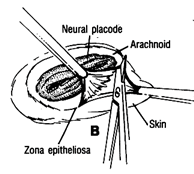 Neural placode
Arachnoid
B
Skin
Zona epitheliosa